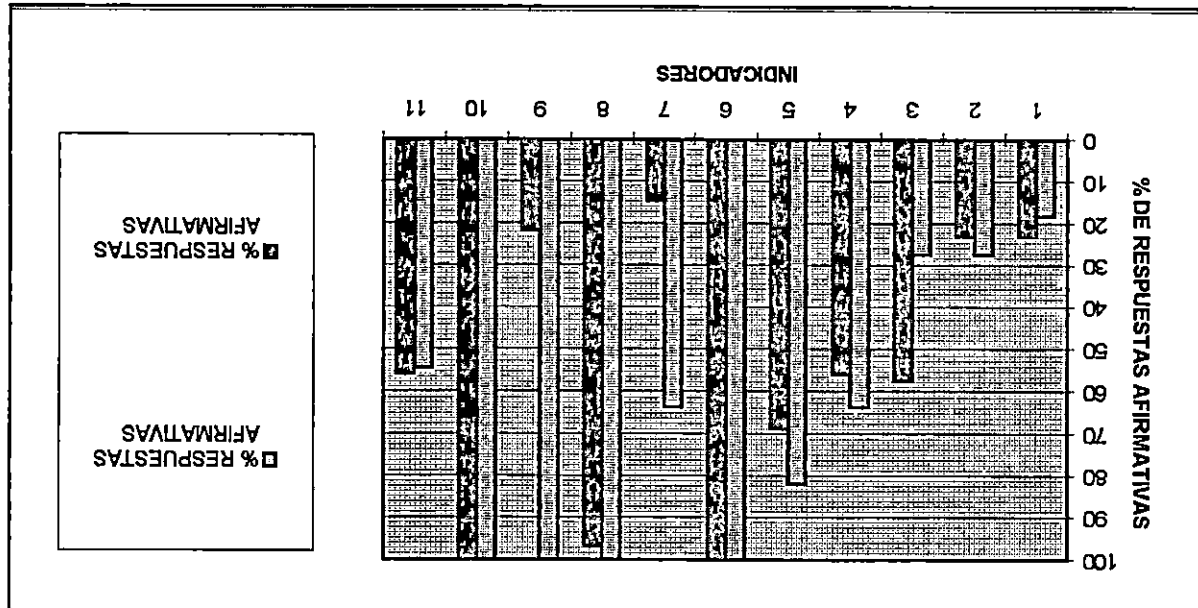 % DE RESPUESTAS AFIRMATIVAS
100
90
80
70
60
50
40
30
20
10
0
1 2 3 4 5 6 7 8 9 10 11
INDICADORES
% RESPUESTAS
AFIRMATIVAS
% RESPUESTAS
AFIRMATIVAS